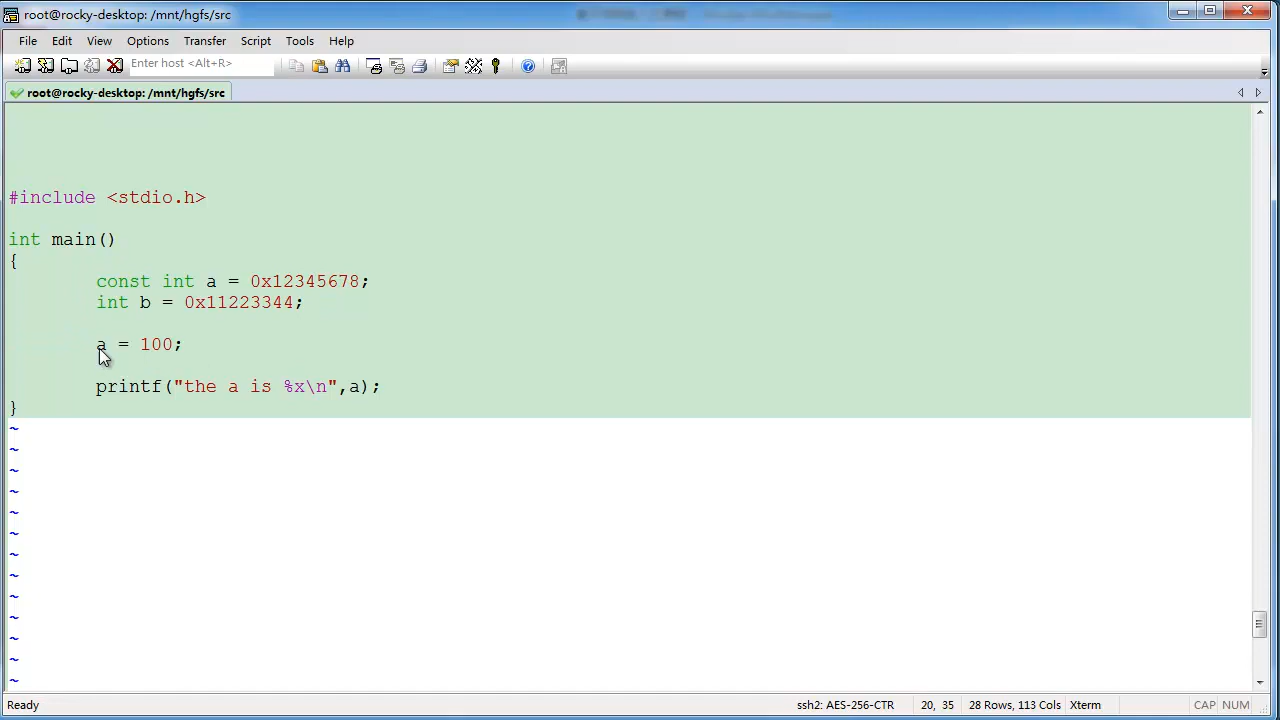 root@rocky-desktop: /mnt/hgfs/src
File Edit View Options Transfer Script Tools Help
Enter host <Alt+R>
root@rocky-desktop: /mnt/hgfs/src
#include <stdio.h>
int main()
{
const int a = 0x12345678;
int b = 0x11223344;
a = 100;
printf("the a is %x\n",a);
}
~
~
~
~
~
~
~
~
~
~
~
~
~
Ready ssh2: AES-256-CTR 20, 35 28 Rows, 113 Cols Xterm CAP NUM